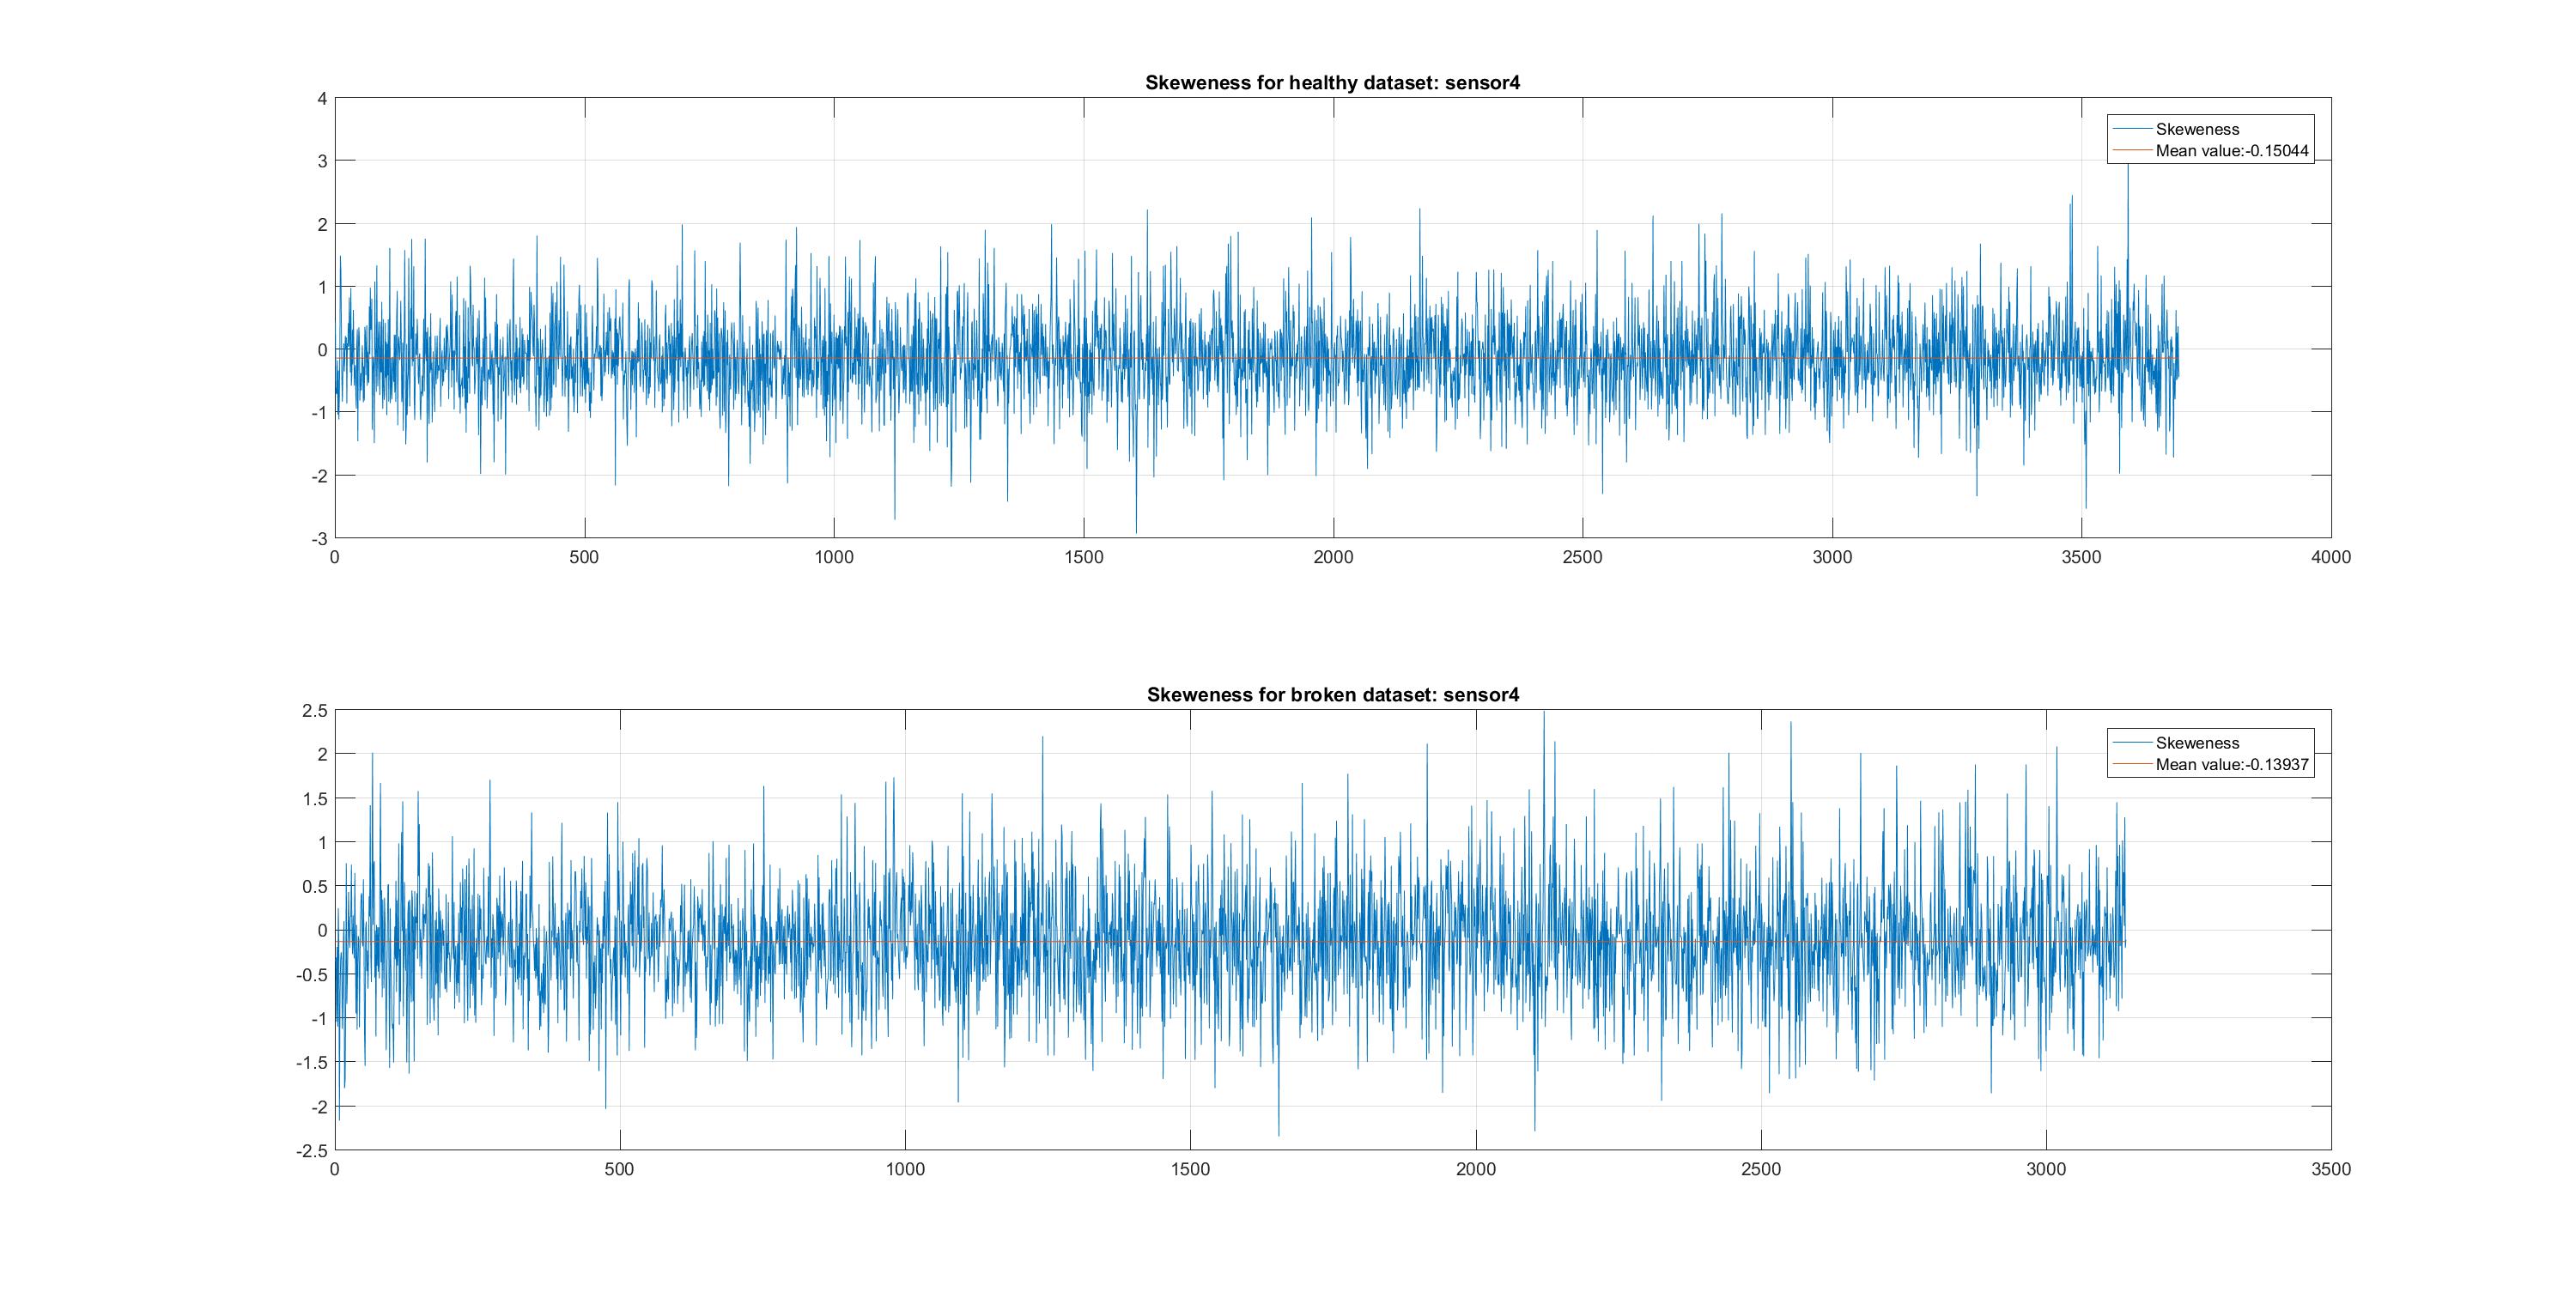 Skeweness for healthy dataset: sensor4
4
3
2
1
0
-1
-2
-3
0 500 1000 1500 2000 2500 3000 3500 4000
Skeweness
Mean value:-0.15044
Skeweness for broken dataset: sensor4
2.5
2
1.5
1
0.5
0
-0.5
-1
-1.5
-2
-2.5
0 500 1000 1500 2000 2500 3000 3500
Skeweness
Mean value:-0.13937